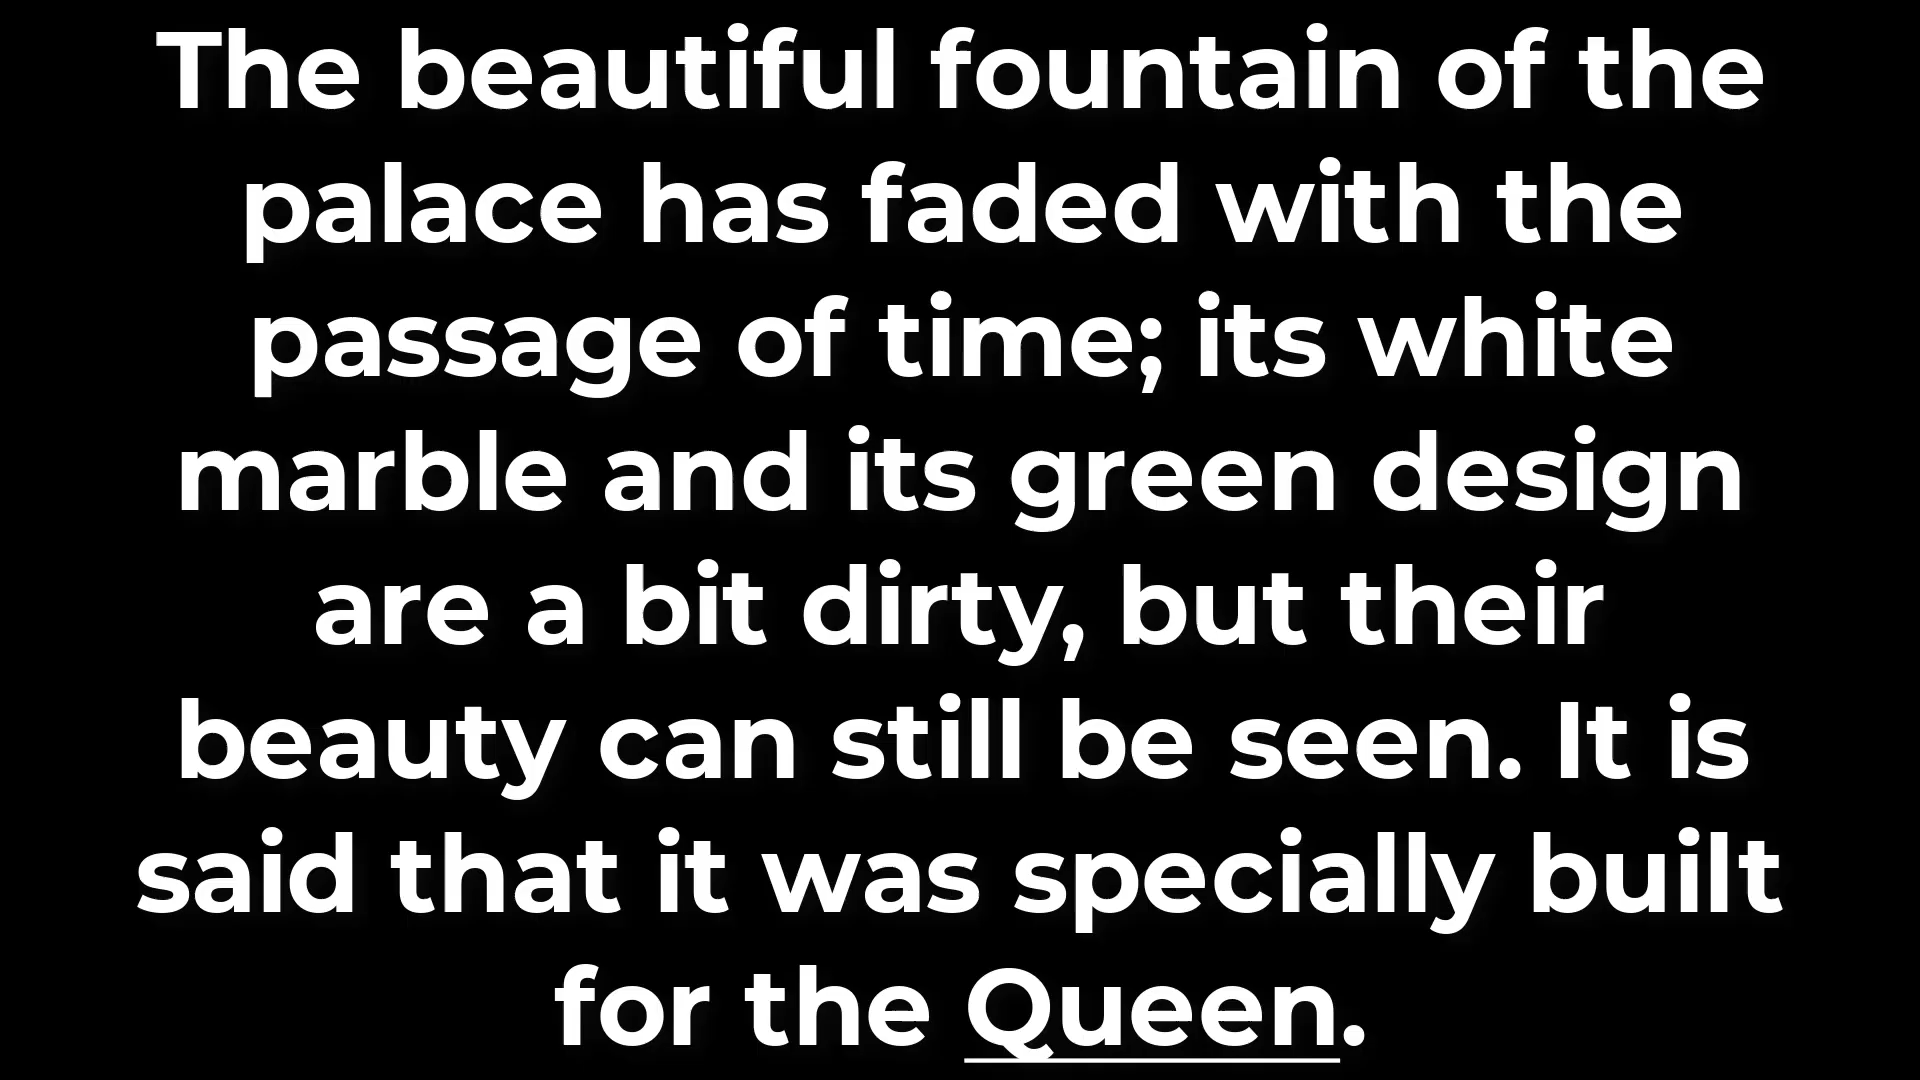 The beautiful fountain of the
palace has faded with the
passage of time; its white
marble and its green design
are a bit dirty, but their
beauty can still be seen. It is
said that it was specially built
for the Queen.